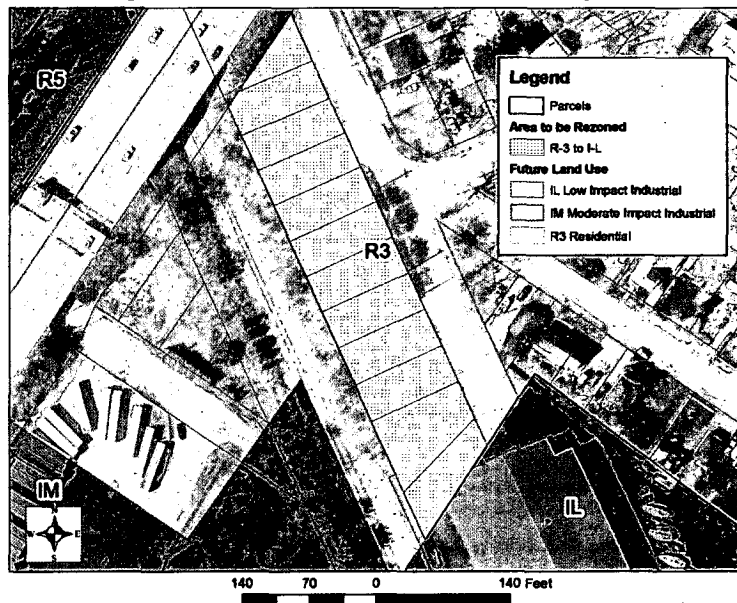 R5
Legend
Parcels
Area to be Rezoned
R-3 to I-L
Future Land Use
IL Low Impact Industrial
IM Moderate Impact Industrial
R3 Residential
R3
IM
IL
N
W E
S
140 70 0 140 Feet